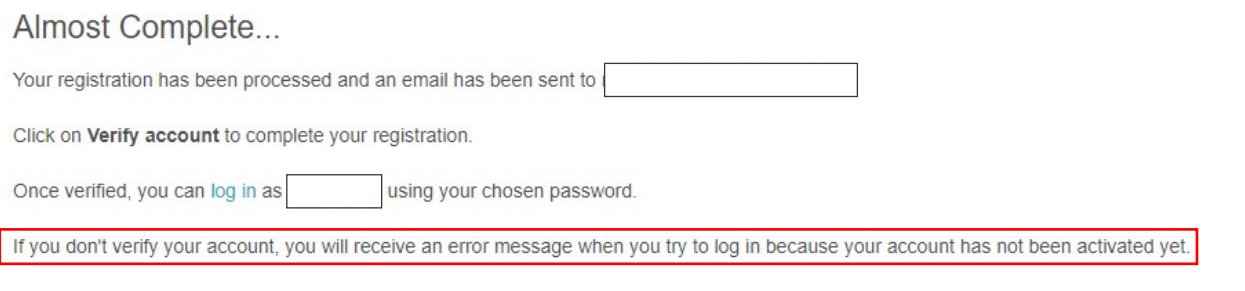 Almost Complete...
Your registration has been processed and an email has been sent to
Click on Verify account to complete your registration.
Once verified, you can log in as using your chosen password.
If you don't verify your account, you will receive an error message when you try to log in because your account has not been activated yet.